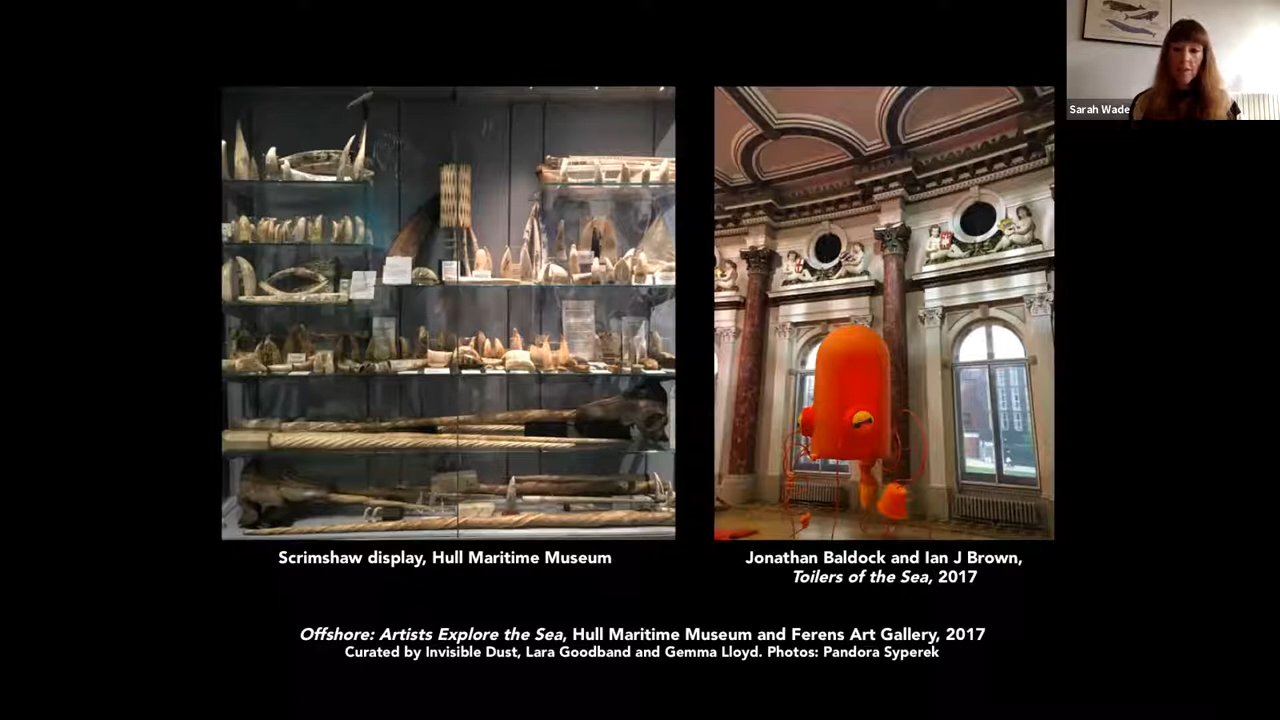 Sarah Wade
Scrimshaw display, Hull Maritime Museum
Jonathan Baldock and Ian J Brown,
Toilers of the Sea, 2017
Offshore: Artists Explore the Sea, Hull Maritime Museum and Ferens Art Gallery, 2017
Curated by Invisible Dust, Lara Goodband and Gemma Lloyd. Photos: Pandora Syperek